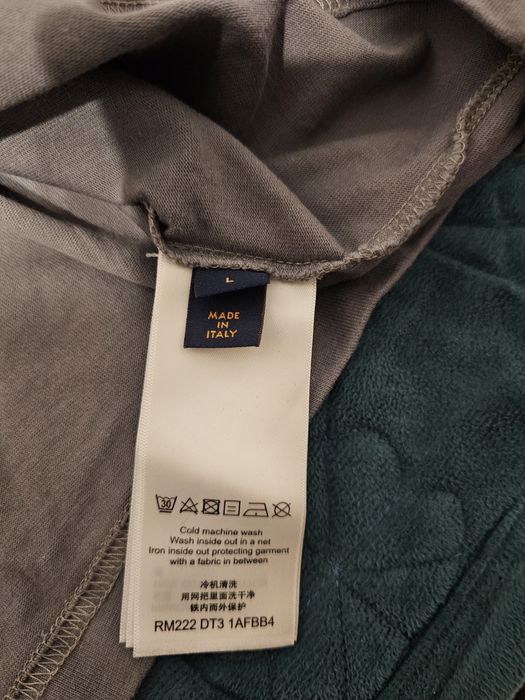 L
MADE
IN
ITALY
30
Cold machine wash
Wash inside out in a net
Iron inside out protecting garment
with a fabric in between
冷机清洗
用网把里面洗干净
铁内而外保护
RM222 DT3 1AFBB4